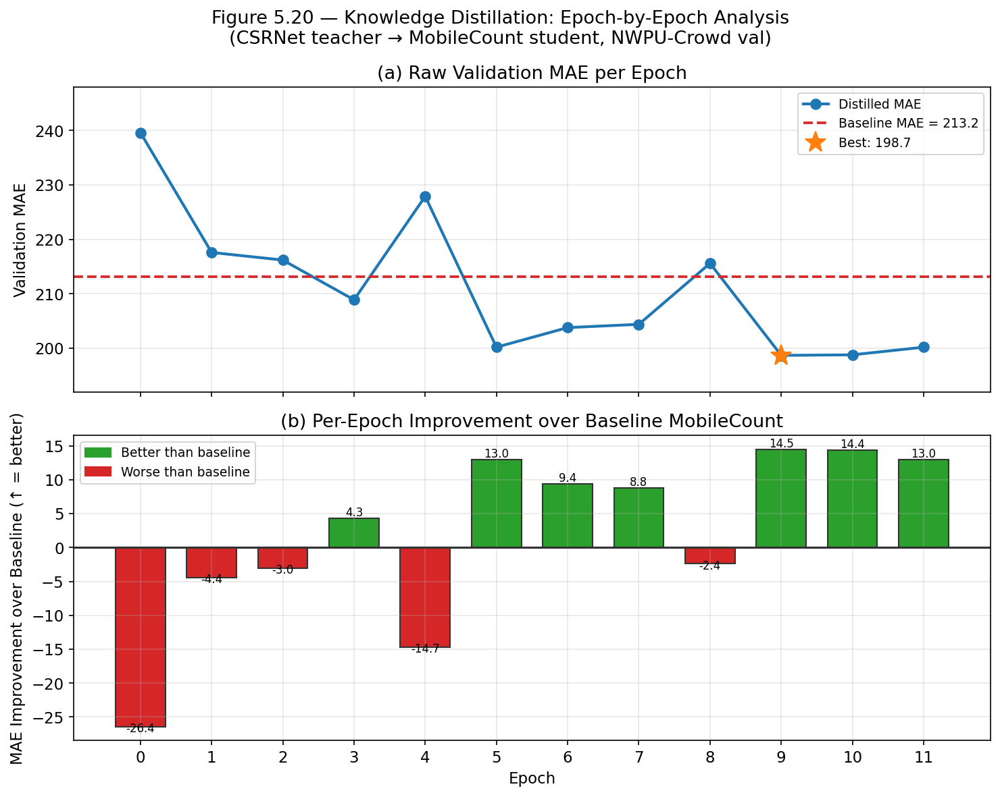 Figure 5.20 — Knowledge Distillation: Epoch-by-Epoch Analysis
(CSRNet teacher → MobileCount student, NWPU-Crowd val)
(a) Raw Validation MAE per Epoch
Validation MAE
240
230
220
210
200
Distilled MAE
Baseline MAE = 213.2
Best: 198.7
(b) Per-Epoch Improvement over Baseline MobileCount
MAE Improvement over Baseline (↑ = better)
15
10
5
0
−5
−10
−15
−20
−25
Better than baseline
Worse than baseline
-26.4
-4.4
-3.0
4.3
-14.7
13.0
9.4
8.8
-2.4
14.5
14.4
13.0
0 1 2 3 4 5 6 7 8 9 10 11
Epoch